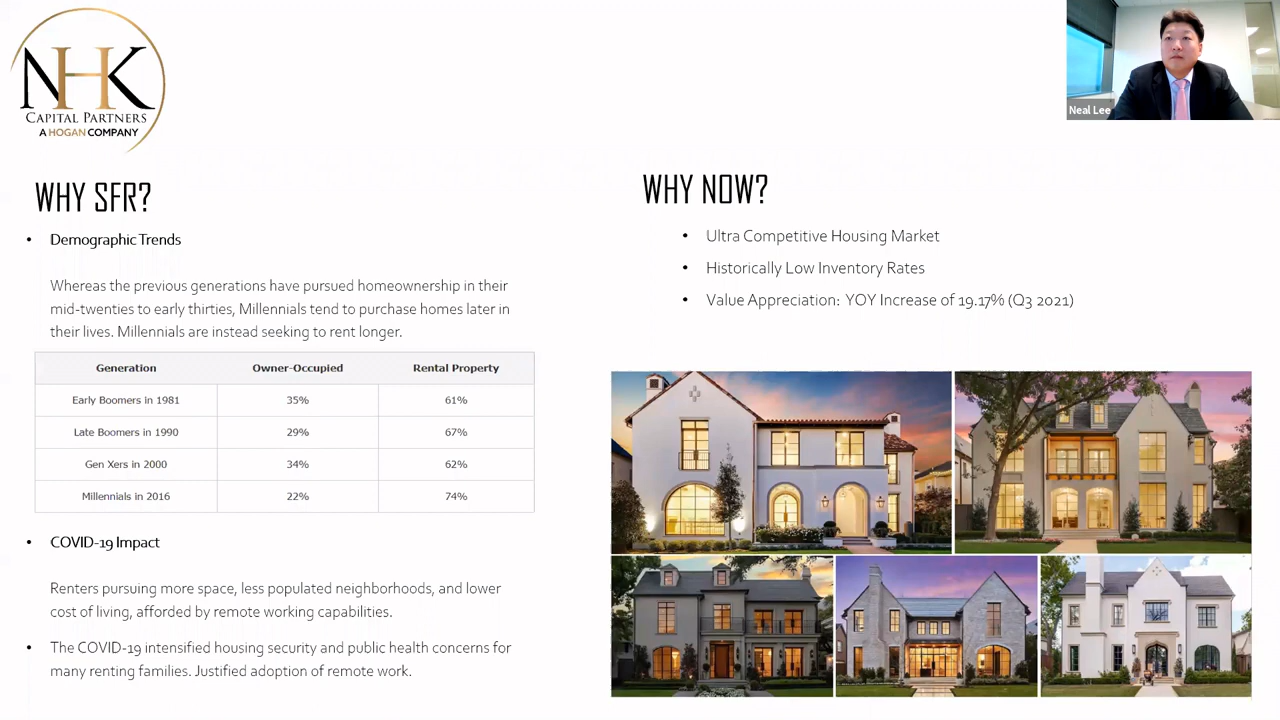 NHK
CAPITAL PARTNERS
A HOGAN COMPANY
Neal Lee
WHY SFR?
• Demographic Trends
Whereas the previous generations have pursued homeownership in their
mid-twenties to early thirties, Millennials tend to purchase homes later in
their lives. Millennials are instead seeking to rent longer.
Generation Owner-Occupied Rental Property
Early Boomers in 1981 35% 61%
Late Boomers in 1990 29% 67%
Gen Xers in 2000 34% 62%
Millennials in 2016 22% 74%
• COVID-19 Impact
Renters pursuing more space, less populated neighborhoods, and lower
cost of living, afforded by remote working capabilities.
• The COVID-19 intensified housing security and public health concerns for
many renting families. Justified adoption of remote work.
WHY NOW?
• Ultra Competitive Housing Market
• Historically Low Inventory Rates
• Value Appreciation: YOY Increase of 19.17% (Q3 2021)